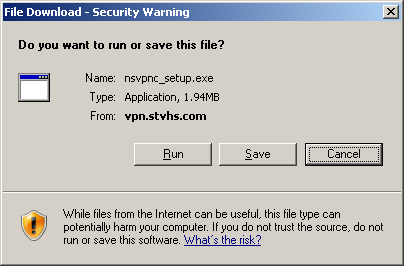 File Download - Security Warning
Do you want to run or save this file?
Name: nsvpnc_setup.exe
Type: Application, 1.94MB
From: vpn.stvhs.com
Run Save Cancel
While files from the Internet can be useful, this file type can
potentially harm your computer. If you do not trust the source, do not
run or save this software. What's the risk?